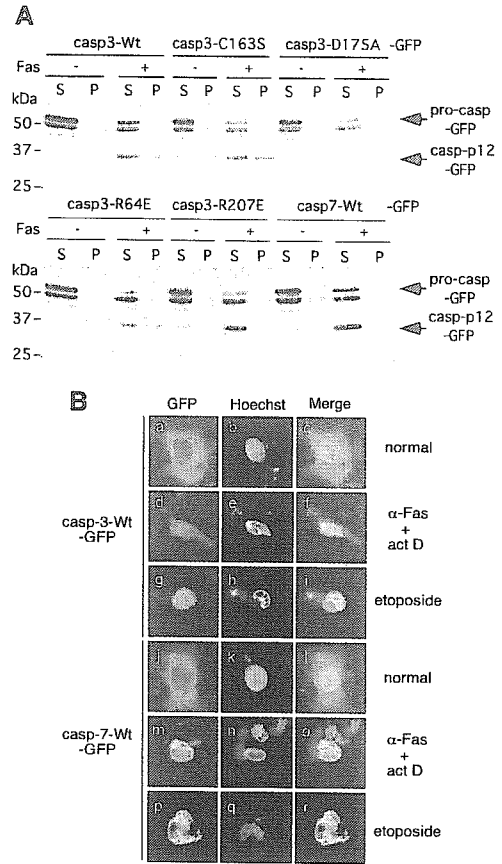 A
casp3-Wt casp3-C163S casp3-D175A -GFP
Fas - + - + - +
S P S P S P S P S P S P
kDa
50
37
25
pro-casp
-GFP
casp-p12
-GFP
casp3-R64E casp3-R207E casp7-Wt -GFP
Fas - + - + - +
S P S P S P S P S P S P
kDa
50
37
25
pro-casp
-GFP
casp-p12
-GFP
B
GFP Hoechst Merge
a b c normal
casp-3-Wt
-GFP
d e f α-Fas
+
act D
g h i etoposide
j k l normal
casp-7-Wt
-GFP
m n o α-Fas
+
act D
p q r etoposide